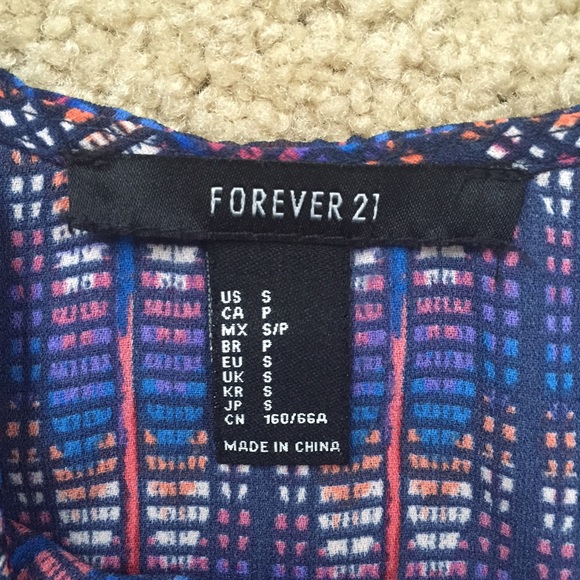 FOREVER 21
US S
CA P
MX S/P
BR P
EU S
UK S
KR S
JP S
CN 160/66A
MADE IN CHINA